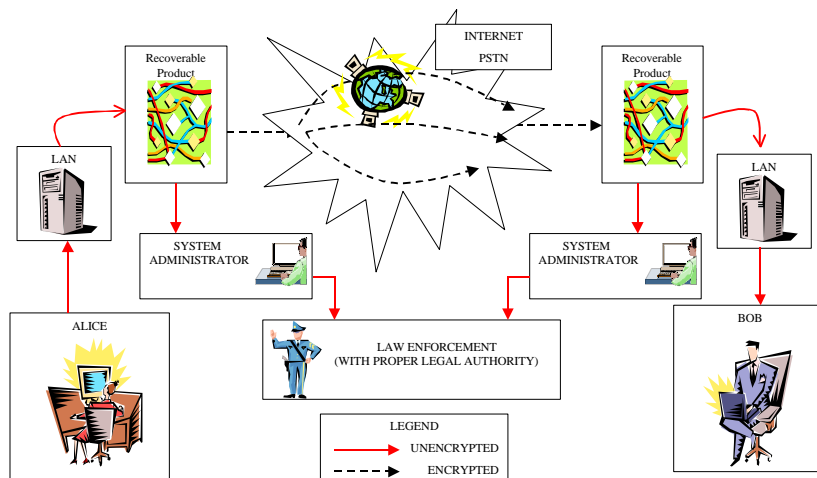 INTERNET
PSTN
Recoverable
Product
Recoverable
Product
LAN
LAN
SYSTEM
ADMINISTRATOR
SYSTEM
ADMINISTRATOR
ALICE
LAW ENFORCEMENT
(WITH PROPER LEGAL AUTHORITY)
BOB
LEGEND
UNENCRYPTED
ENCRYPTED